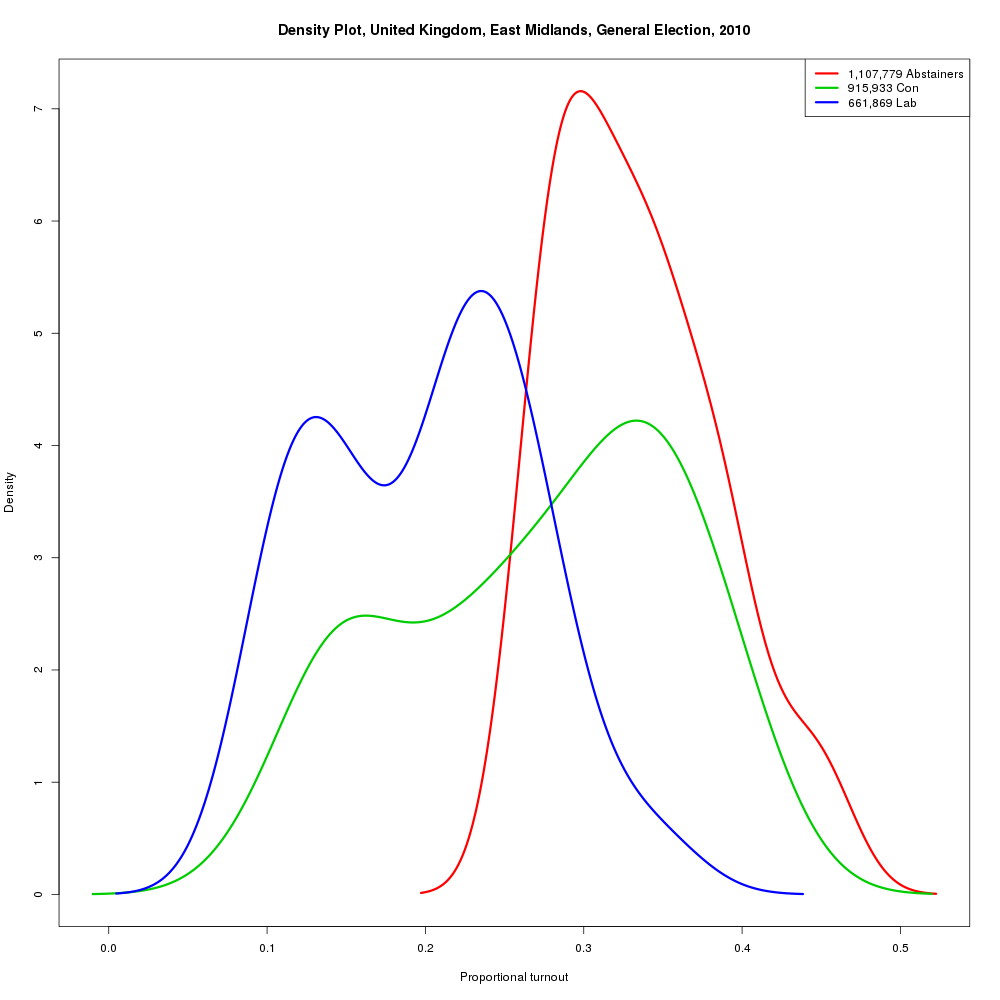 Density Plot, United Kingdom, East Midlands, General Election, 2010
1,107,779 Abstainers
915,933 Con
661,869 Lab
Density
7
6
5
4
3
2
1
0
0.0 0.1 0.2 0.3 0.4 0.5
Proportional turnout